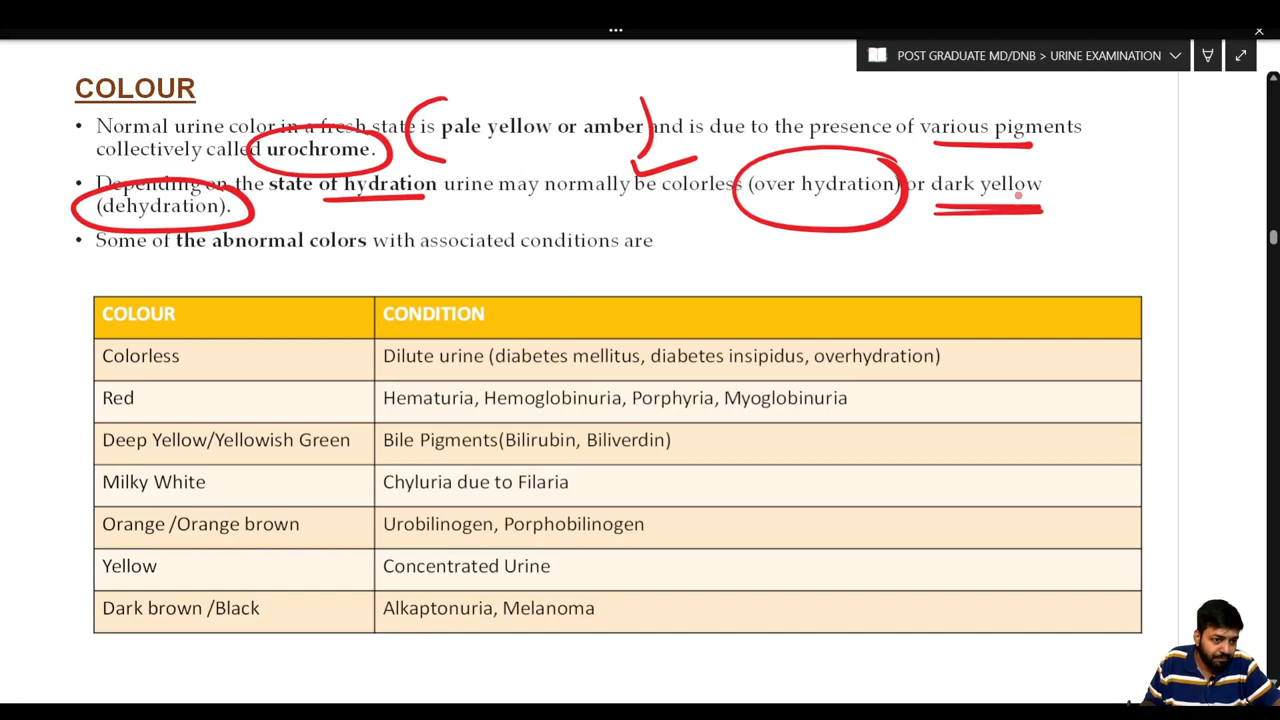 POST GRADUATE MD/DNB > URINE EXAMINATION
COLOUR
• Normal urine color in a fresh state is pale yellow or amber and is due to the presence of various pigments
collectively called urochrome.
• Depending on the state of hydration urine may normally be colorless (over hydration) or dark yellow
(dehydration).
• Some of the abnormal colors with associated conditions are
COLOUR CONDITION
Colorless Dilute urine (diabetes mellitus, diabetes insipidus, overhydration)
Red Hematuria, Hemoglobinuria, Porphyria, Myoglobinuria
Deep Yellow/Yellowish Green Bile Pigments(Bilirubin, Biliverdin)
Milky White Chyluria due to Filaria
Orange /Orange brown Urobilinogen, Porphobilinogen
Yellow Concentrated Urine
Dark brown /Black Alkaptonuria, Melanoma